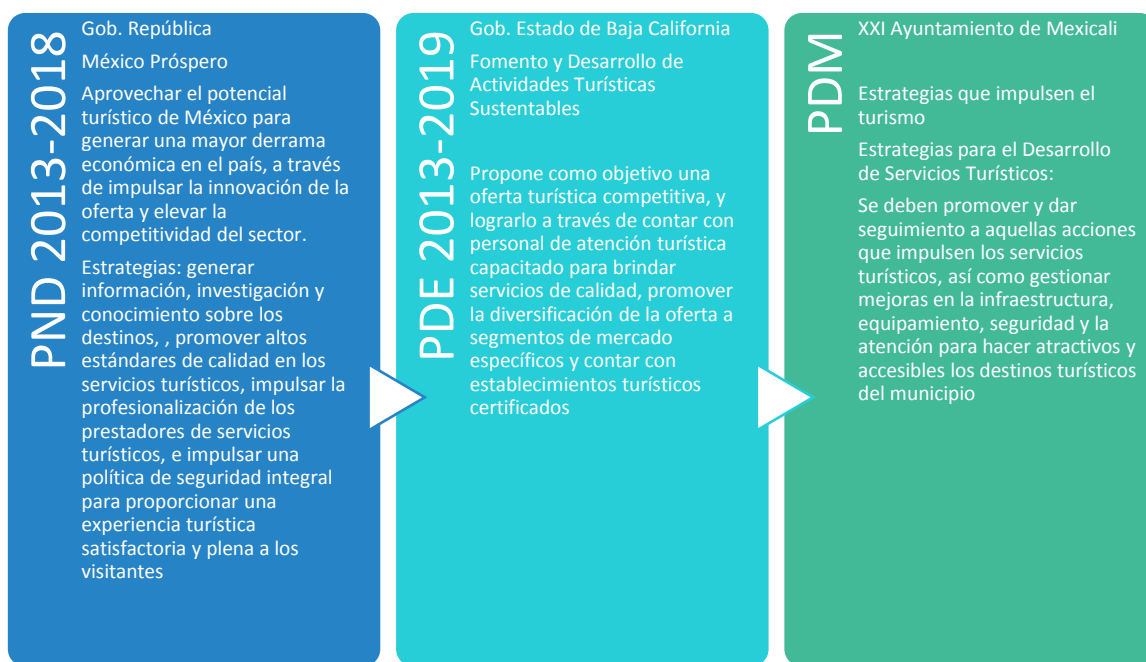 PND 2013-2018
Gob. República
México Próspero
Aprovechar el potencial
turístico de México para
generar una mayor derrama
económica en el país, a través
de impulsar la innovación de la
oferta y elevar la
competitividad del sector.
Estrategias: generar
información, investigación y
conocimiento sobre los
destinos, , promover altos
estándares de calidad en los
servicios turísticos, impulsar la
profesionalización de los
prestadores de servicios
turísticos, e impulsar una
política de seguridad integral
para proporcionar una
experiencia turística
satisfactoria y plena a los
visitantes
PDE 2013-2019
Gob. Estado de Baja California
Fomento y Desarrollo de
Actividades Turísticas
Sustentables
Propone como objetivo una
oferta turística competitiva, y
lograrlo a través de contar con
personal de atención turística
capacitado para brindar
servicios de calidad, promover
la diversificación de la oferta a
segmentos de mercado
específicos y contar con
establecimientos turísticos
certificados
PDM
XXI Ayuntamiento de Mexicali
Estrategias que impulsen el
turismo
Estrategias para el Desarrollo
de Servicios Turísticos:
Se deben promover y dar
seguimiento a aquellas acciones
que impulsen los servicios
turísticos, así como gestionar
mejoras en la infraestructura,
equipamiento, seguridad y la
atención para hacer atractivos y
accesibles los destinos turísticos
del municipio